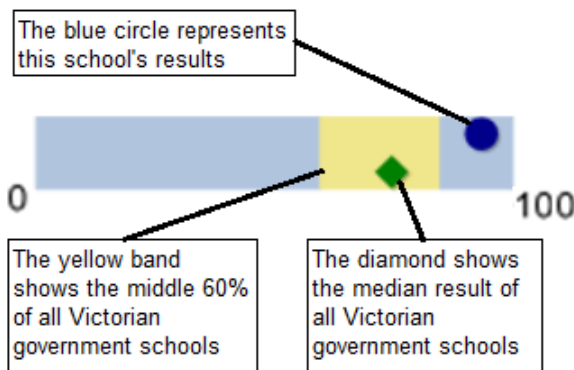 The blue circle represents
this school's results
0
100
The yellow band
shows the middle 60%
of all Victorian
government schools
The diamond shows
the median result of
all Victorian
government schools